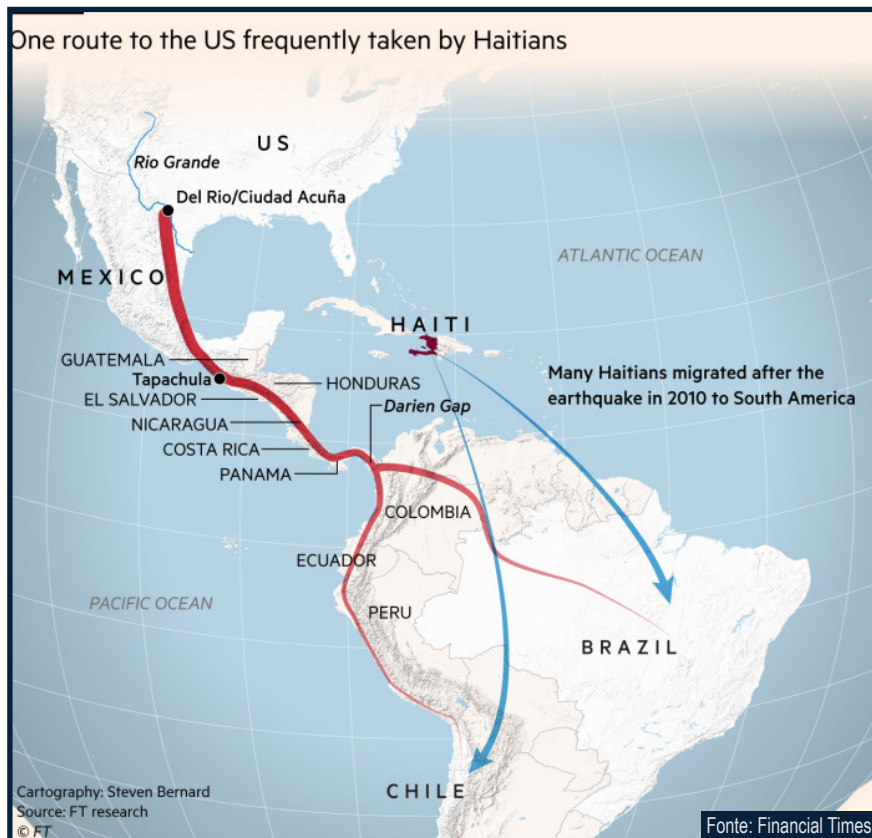 One route to the US frequently taken by Haitians
US
Rio Grande
Del Rio/Ciudad Acuña
ATLANTIC OCEAN
MEXICO
HAITI
GUATEMALA
Tapachula
HONDURAS
Many Haitians migrated after the
earthquake in 2010 to South America
EL SALVADOR
Darien Gap
NICARAGUA
COSTA RICA
PANAMA
COLOMBIA
ECUADOR
PACIFIC OCEAN
PERU
BRAZIL
CHILE
Cartography: Steven Bernard
Source: FT research
© FT
Fonte: Financial Times